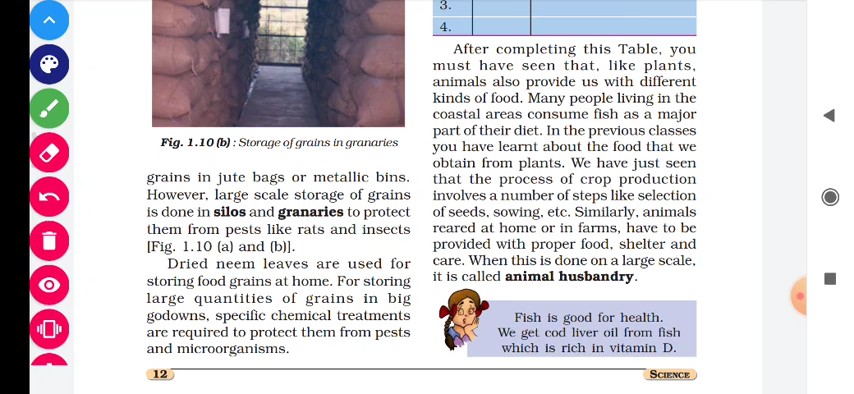 Fig. 1.10 (b) : Storage of grains in granaries
grains in jute bags or metallic bins.
However, large scale storage of grains
is done in silos and granaries to protect
them from pests like rats and insects
[Fig. 1.10 (a) and (b)].
Dried neem leaves are used for
storing food grains at home. For storing
large quantities of grains in big
godowns, specific chemical treatments
are required to protect them from pests
and microorganisms.
3.
4.
After completing this Table, you
must have seen that, like plants,
animals also provide us with different
kinds of food. Many people living in the
coastal areas consume fish as a major
part of their diet. In the previous classes
you have learnt about the food that we
obtain from plants. We have just seen
that the process of crop production
involves a number of steps like selection
of seeds, sowing, etc. Similarly, animals
reared at home or in farms, have to be
provided with proper food, shelter and
care. When this is done on a large scale,
it is called animal husbandry.
Fish is good for health.
We get cod liver oil from fish
which is rich in vitamin D.
12
SCIENCE